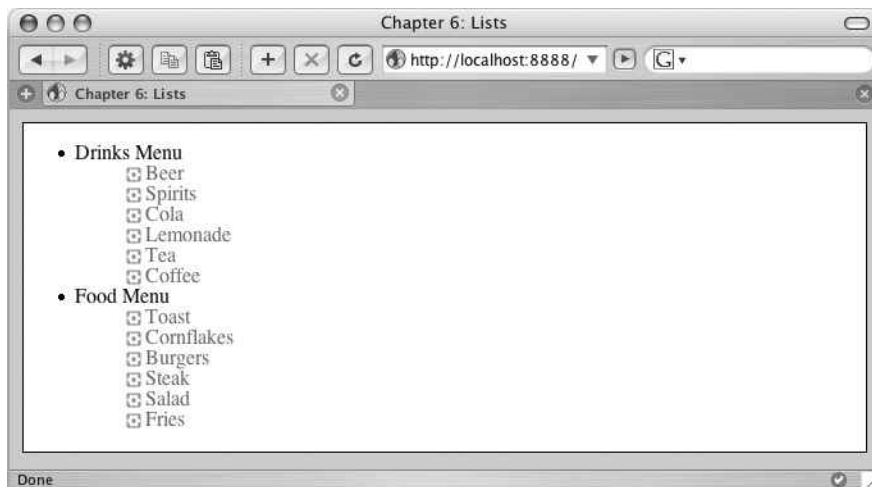 Chapter 6: Lists
http://localhost:8888/
G
Chapter 6: Lists
Drinks Menu
Beer
Spirits
Cola
Lemonade
Tea
Coffee
Food Menu
Toast
Cornflakes
Burgers
Steak
Salad
Fries
Done